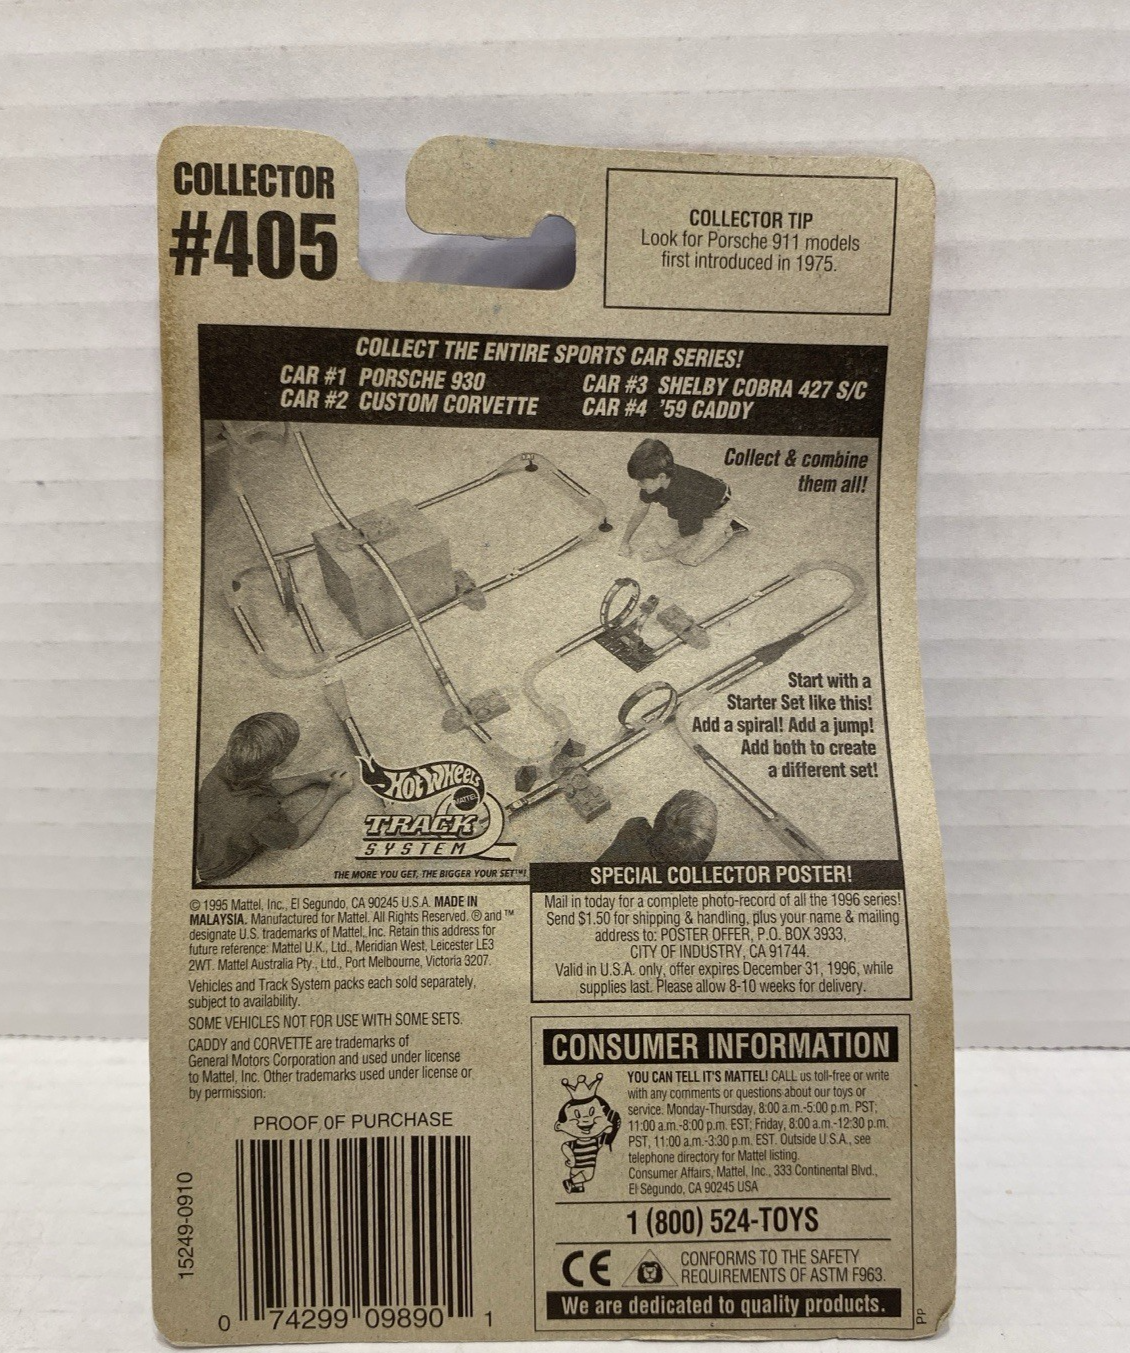 COLLECTOR
#405
COLLECTOR TIP
Look for Porsche 911 models
first introduced in 1975.
COLLECT THE ENTIRE SPORTS CAR SERIES!
CAR #1 PORSCHE 930
CAR #2 CUSTOM CORVETTE
CAR #3 SHELBY COBRA 427 S/C
CAR #4 '59 CADDY
Collect & combine
them all!
Start with a
Starter Set like this!
Add a spiral! Add a jump!
Add both to create
a different set!
HOT WHEELS
MATTEL
TRACK
SYSTEM
THE MORE YOU GET, THE BIGGER YOUR SET™!
© 1995 Mattel, Inc., El Segundo, CA 90245 U.S.A. MADE IN
MALAYSIA. Manufactured for Mattel. All Rights Reserved. ® and ™
designate U.S. trademarks of Mattel, Inc. Retain this address for
future reference: Mattel U.K., Ltd., Meridian West, Leicester LE3
2WT. Mattel Australia Pty., Ltd., Port Melbourne, Victoria 3207.
Vehicles and Track System packs each sold separately,
subject to availability.
SOME VEHICLES NOT FOR USE WITH SOME SETS.
CADDY and CORVETTE are trademarks of
General Motors Corporation and used under license
to Mattel, Inc. Other trademarks used under license or
by permission.
PROOF OF PURCHASE
15249-0910
0 74299 09890 1
SPECIAL COLLECTOR POSTER!
Mail in today for a complete photo-record of all the 1996 series!
Send $1.50 for shipping & handling, plus your name & mailing
address to: POSTER OFFER, P.O. BOX 3933,
CITY OF INDUSTRY, CA 91744.
Valid in U.S.A. only, offer expires December 31, 1996, while
supplies last. Please allow 8-10 weeks for delivery.
CONSUMER INFORMATION
YOU CAN TELL IT'S MATTEL! CALL us toll-free or write
with any comments or questions about our toys or
service. Monday-Thursday, 8:00 a.m.-5:00 p.m. PST;
11:00 a.m.-8:00 p.m. EST; Friday, 8:00 a.m.-12:30 p.m.
PST, 11:00 a.m.-3:30 p.m. EST. Outside U.S.A., see
telephone directory for Mattel listing.
Consumer Affairs, Mattel, Inc., 333 Continental Blvd.,
El Segundo, CA 90245 USA
1 (800) 524-TOYS
CE
CONFORMS TO THE SAFETY
REQUIREMENTS OF ASTM F963.
We are dedicated to quality products.
PP